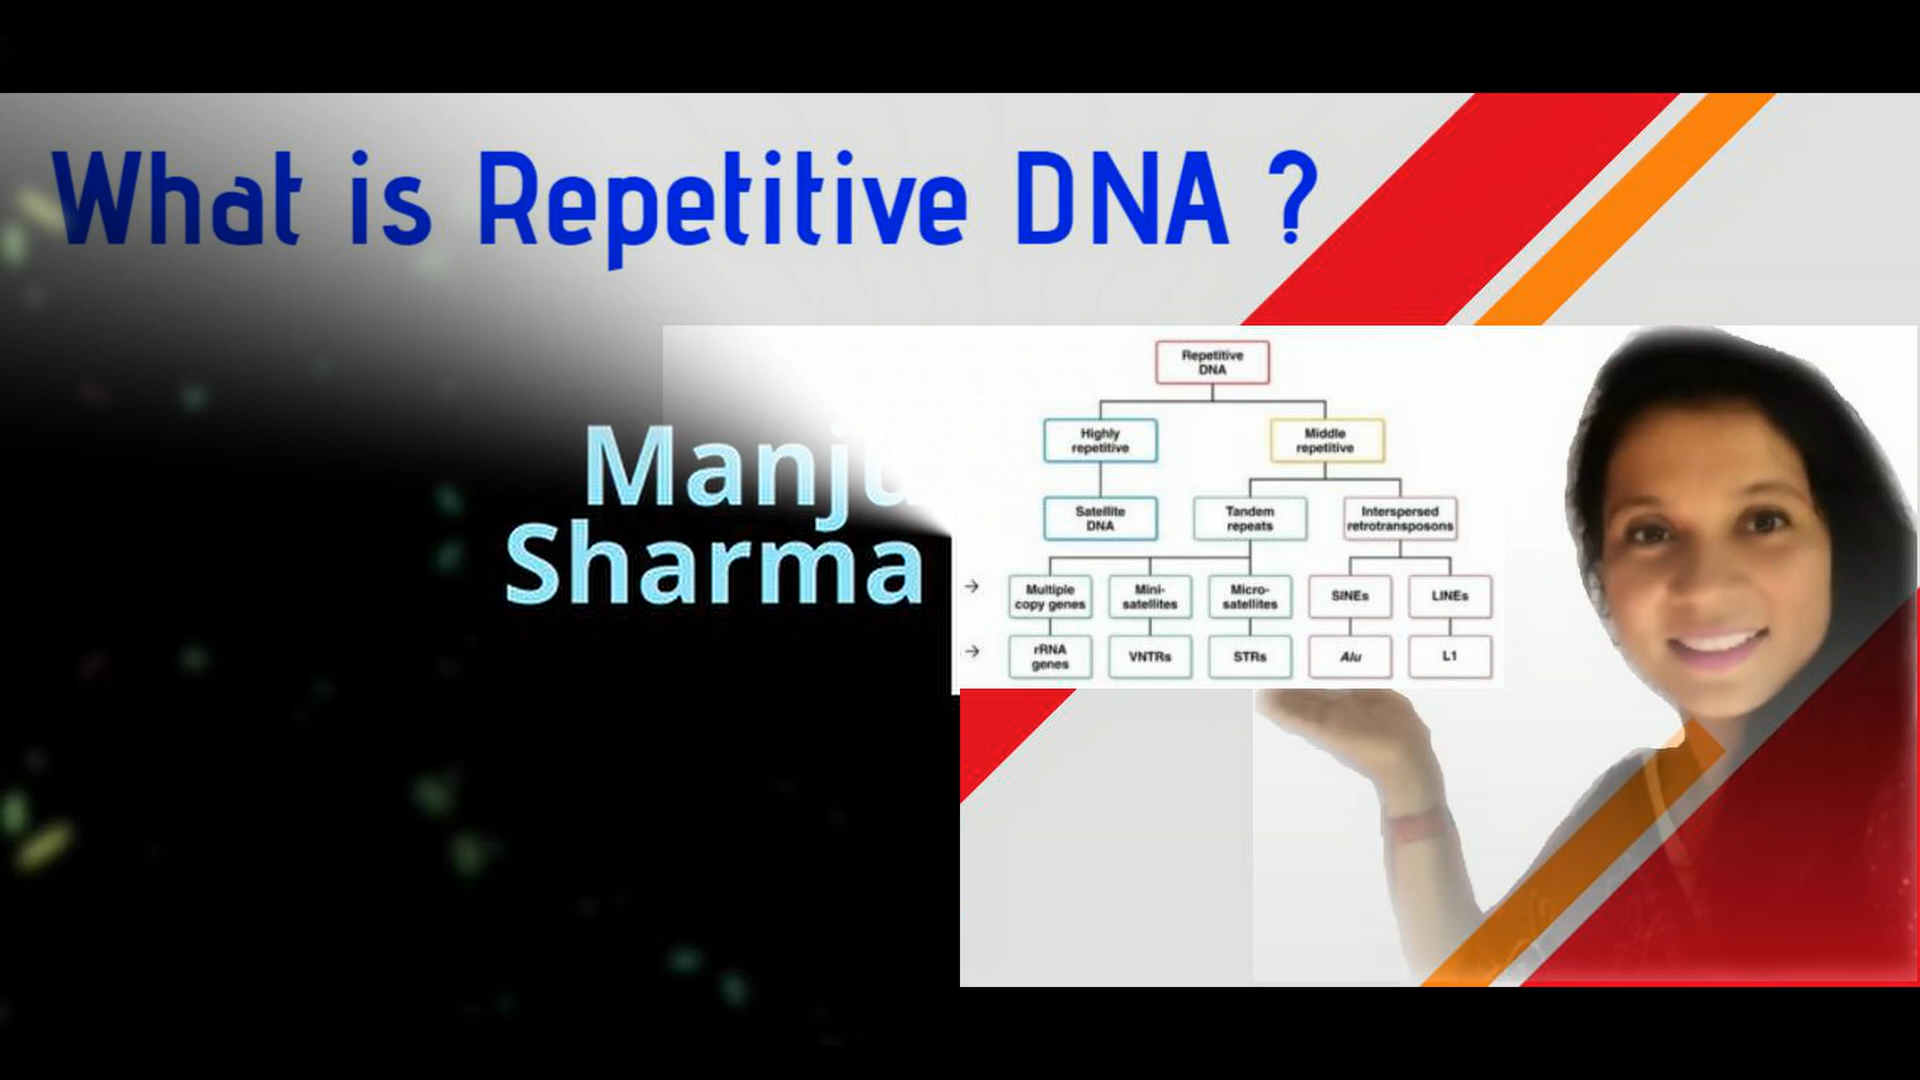 What is Repetitive DNA ?
Manju
Sharma
Repetitive
DNA
Highly
repetitive
Middle
repetitive
Satellite
DNA
Tandem
repeats
Interspersed
retrotransposons
→
Multiple
copy genes
Mini-
satellites
Micro-
satellites
SINEs
LINEs
→
rRNA
genes
VNTRs
STRs
Alu
L1